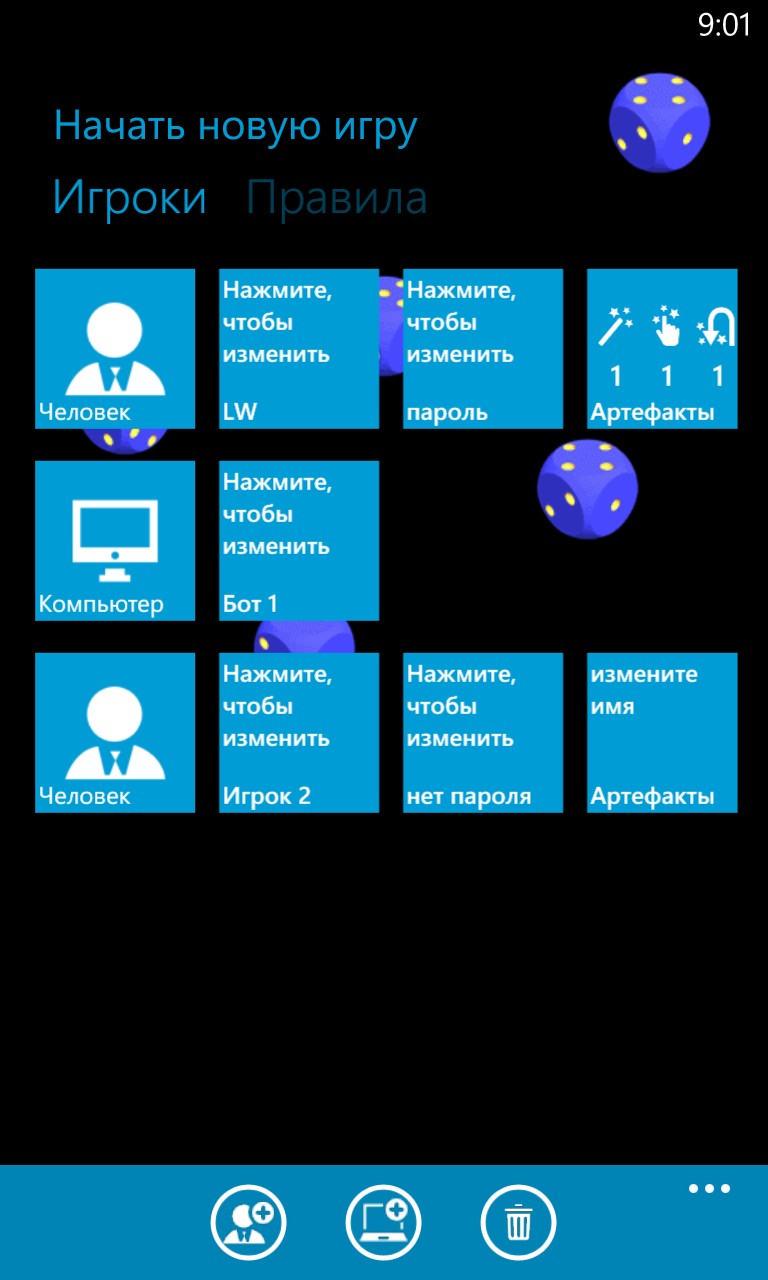 9:01
Начать новую игру
Игроки Правила
Человек
Нажмите,
чтобы
изменить
LW
Нажмите,
чтобы
изменить
пароль
1 1 1
Артефакты
Компьютер
Нажмите,
чтобы
изменить
Бот 1
Человек
Нажмите,
чтобы
изменить
Игрок 2
Нажмите,
чтобы
изменить
нет пароля
измените
имя
Артефакты